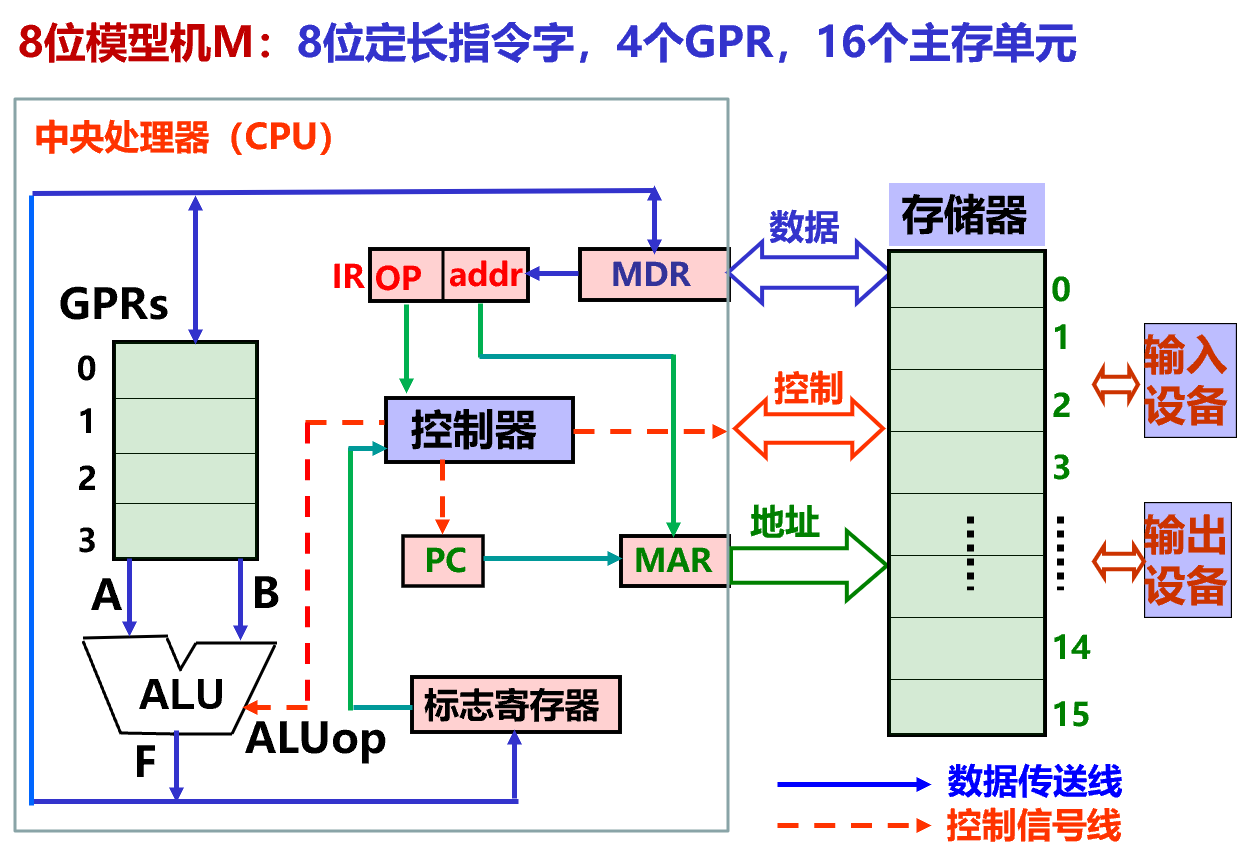 8位模型机M：8位定长指令字，4个GPR，16个主存单元
中央处理器（CPU）
存储器
数据
IR
OP
addr
MDR
GPRs
0
1
2
3
0
1
2
3
14
15
输入
设备
控制
控制器
地址
PC
MAR
输出
设备
A
B
ALU
ALUop
F
标志寄存器
数据传送线
控制信号线